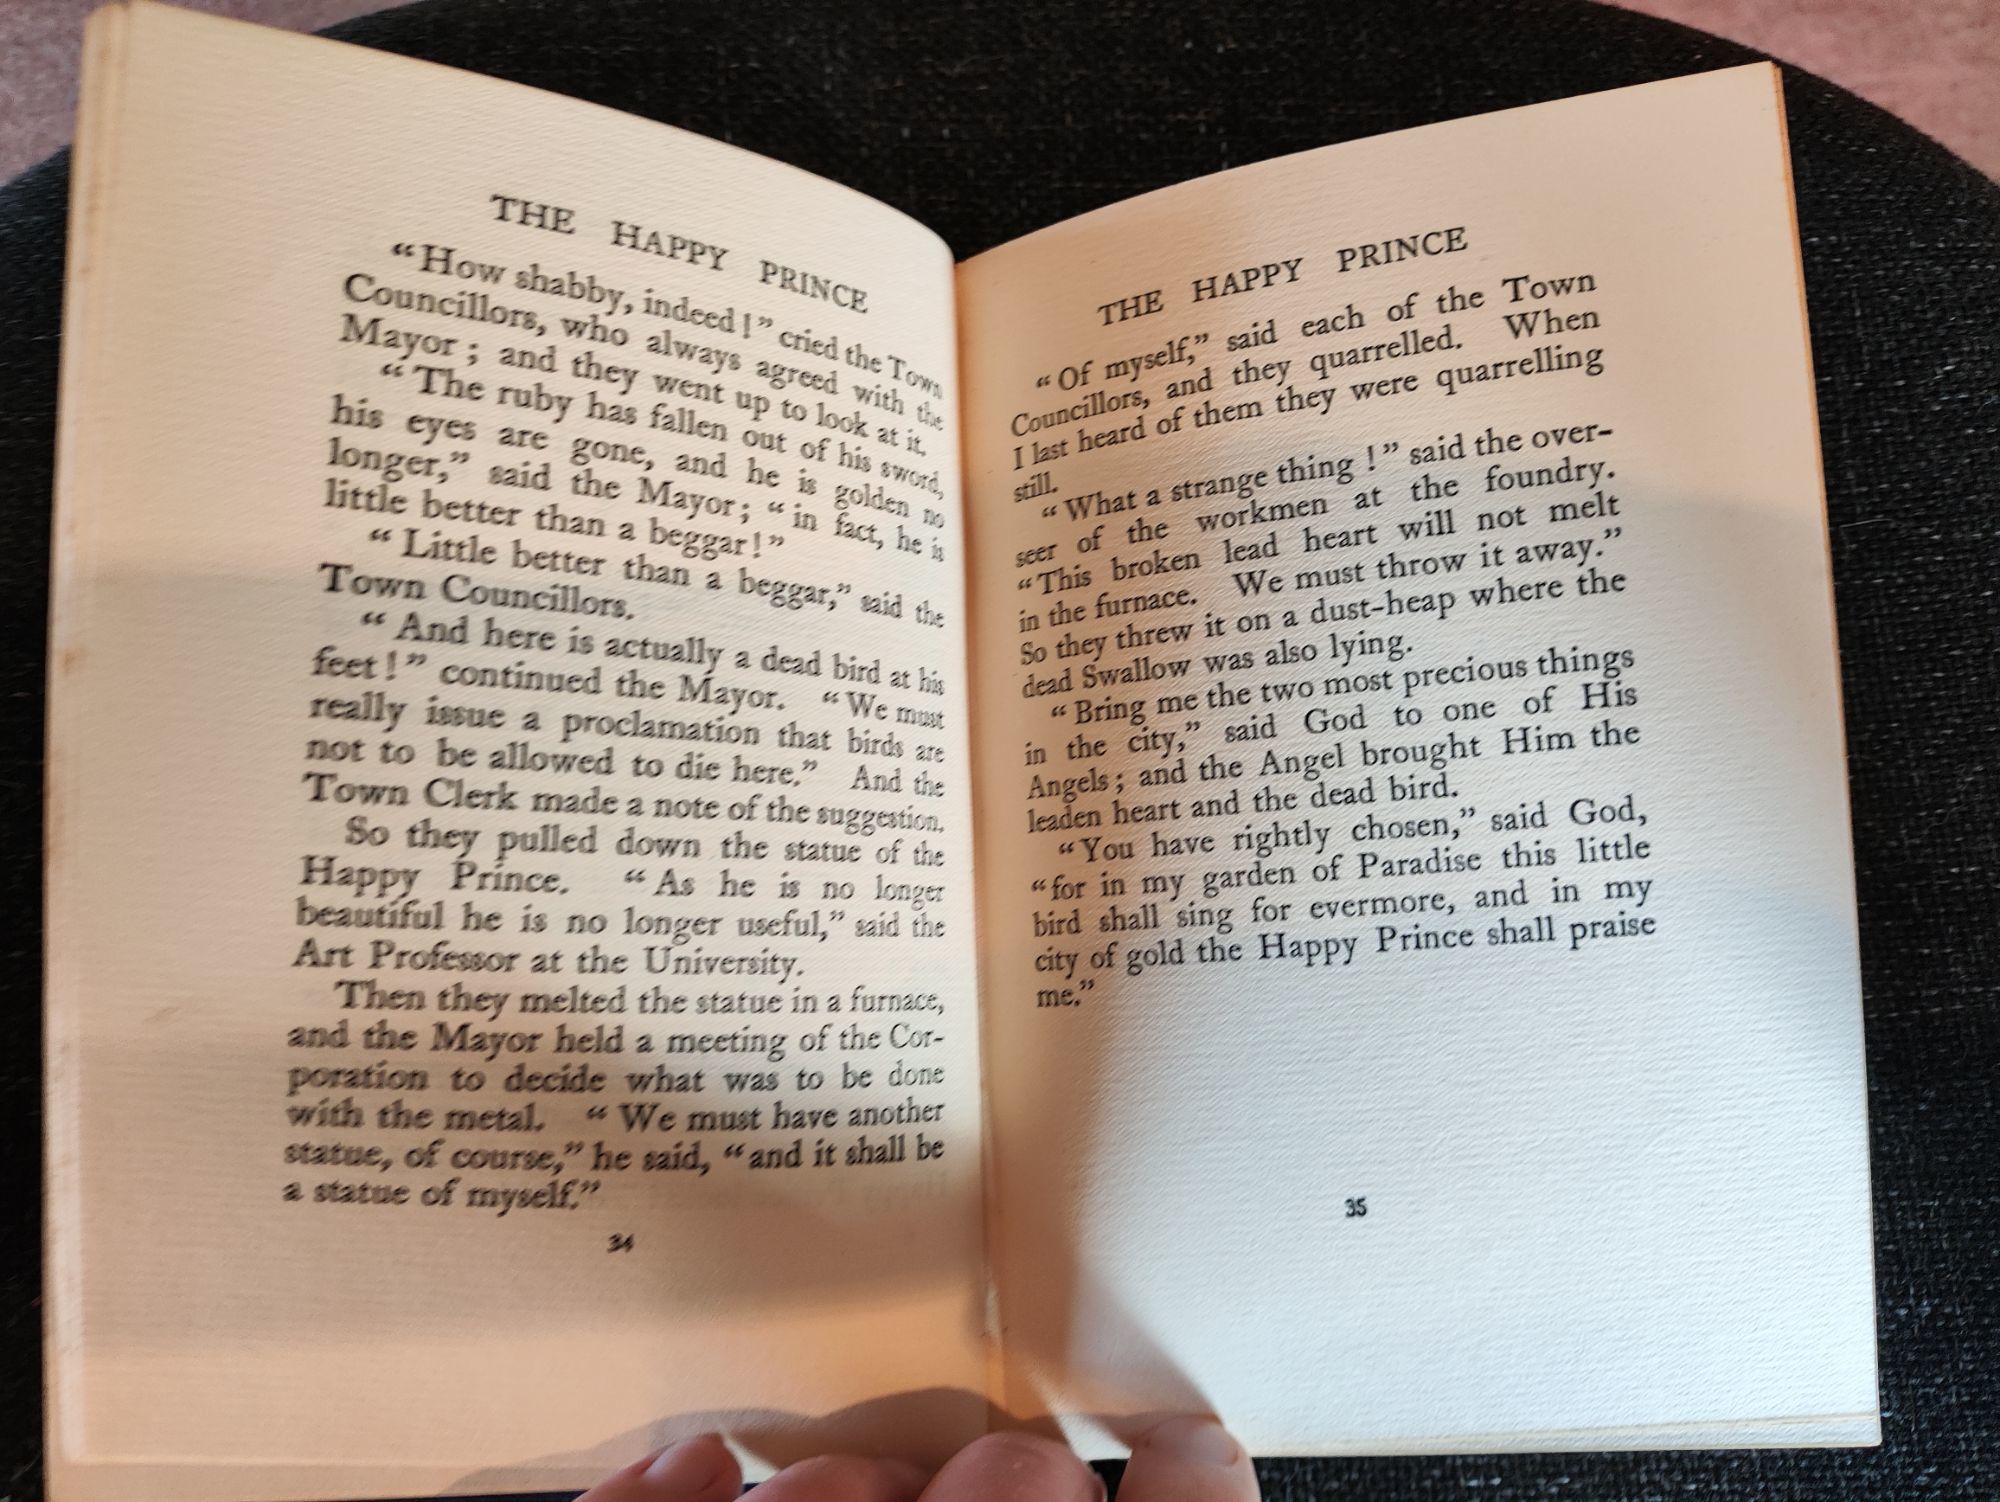 THE HAPPY PRINCE
“How shabby, indeed!” cried the Town
Councillors, who always agreed with the
Mayor; and they went up to look at it.
“The ruby has fallen out of his sword,
his eyes are gone, and he is golden no
longer,” said the Mayor; “in fact, he is
little better than a beggar!”
“Little better than a beggar,” said the
Town Councillors.
“And here is actually a dead bird at his
feet!” continued the Mayor. “We must
really issue a proclamation that birds are
not to be allowed to die here.” And the
Town Clerk made a note of the suggestion.
So they pulled down the statue of the
Happy Prince. “As he is no longer
beautiful he is no longer useful,” said the
Art Professor at the University.
Then they melted the statue in a furnace,
and the Mayor held a meeting of the Cor-
poration to decide what was to be done
with the metal. “We must have another
statue, of course,” he said, “and it shall be
a statue of myself.”
34
THE HAPPY PRINCE
“Of myself,” said each of the Town
Councillors, and they quarrelled. When
I last heard of them they were quarrelling
still.
“What a strange thing!” said the over-
seer of the workmen at the foundry.
“This broken lead heart will not melt
in the furnace. We must throw it away.”
So they threw it on a dust-heap where the
dead Swallow was also lying.
“Bring me the two most precious things
in the city,” said God to one of His
Angels; and the Angel brought Him the
leaden heart and the dead bird.
“You have rightly chosen,” said God,
“for in my garden of Paradise this little
bird shall sing for evermore, and in my
city of gold the Happy Prince shall praise
me.”
35